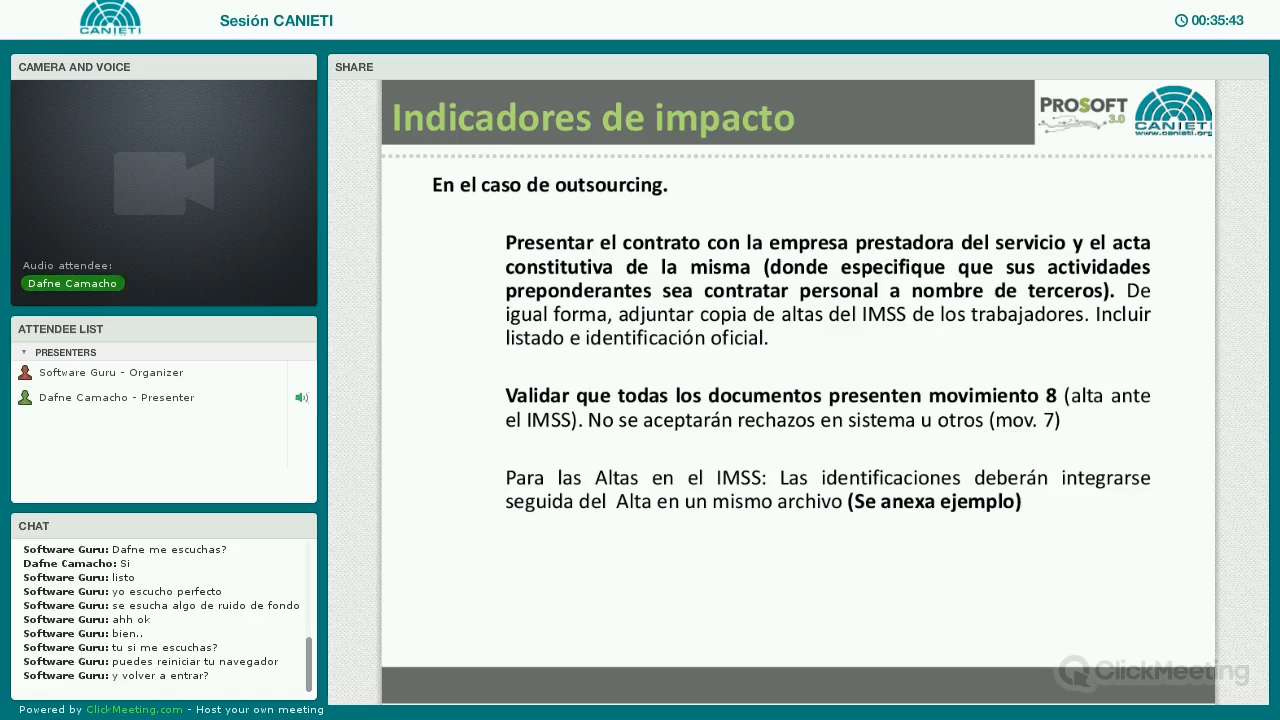 CANIETI
Sesión CANIETI
00:35:43
CAMERA AND VOICE
Audio attendee:
Dafne Camacho
ATTENDEE LIST
PRESENTERS
Software Guru - Organizer
Dafne Camacho - Presenter
CHAT
Software Guru: Dafne me escuchas?
Dafne Camacho: Si
Software Guru: listo
Software Guru: yo escucho perfecto
Software Guru: se esucha algo de ruido de fondo
Software Guru: ahh ok
Software Guru: bien..
Software Guru: tu si me escuchas?
Software Guru: puedes reiniciar tu navegador
Software Guru: y volver a entrar?
Powered by ClickMeeting.com - Host your own meeting
SHARE
Indicadores de impacto
PROSOFT
3.0
CANIETI
www.canieti.org
En el caso de outsourcing.
Presentar el contrato con la empresa prestadora del servicio y el acta
constitutiva de la misma (donde especifique que sus actividades
preponderantes sea contratar personal a nombre de terceros). De
igual forma, adjuntar copia de altas del IMSS de los trabajadores. Incluir
listado e identificación oficial.
Validar que todas los documentos presenten movimiento 8 (alta ante
el IMSS). No se aceptarán rechazos en sistema u otros (mov. 7)
Para las Altas en el IMSS: Las identificaciones deberán integrarse
seguida del Alta en un mismo archivo (Se anexa ejemplo)
ClickMeeting